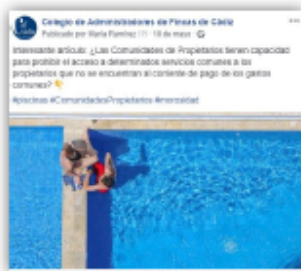 Colegio de Administradores de Fincas de Cádiz
Publicado por María Ramírez 18 de mayo
Interesante artículo: ¿Las Comunidades de Propietarios tienen capacidad
para prohibir el acceso a determinados servicios comunes a los
propietarios que no se encuentran al corriente de pago de los gastos
comunes?
#piscinas #ComunidadesPropietarios #morosidad